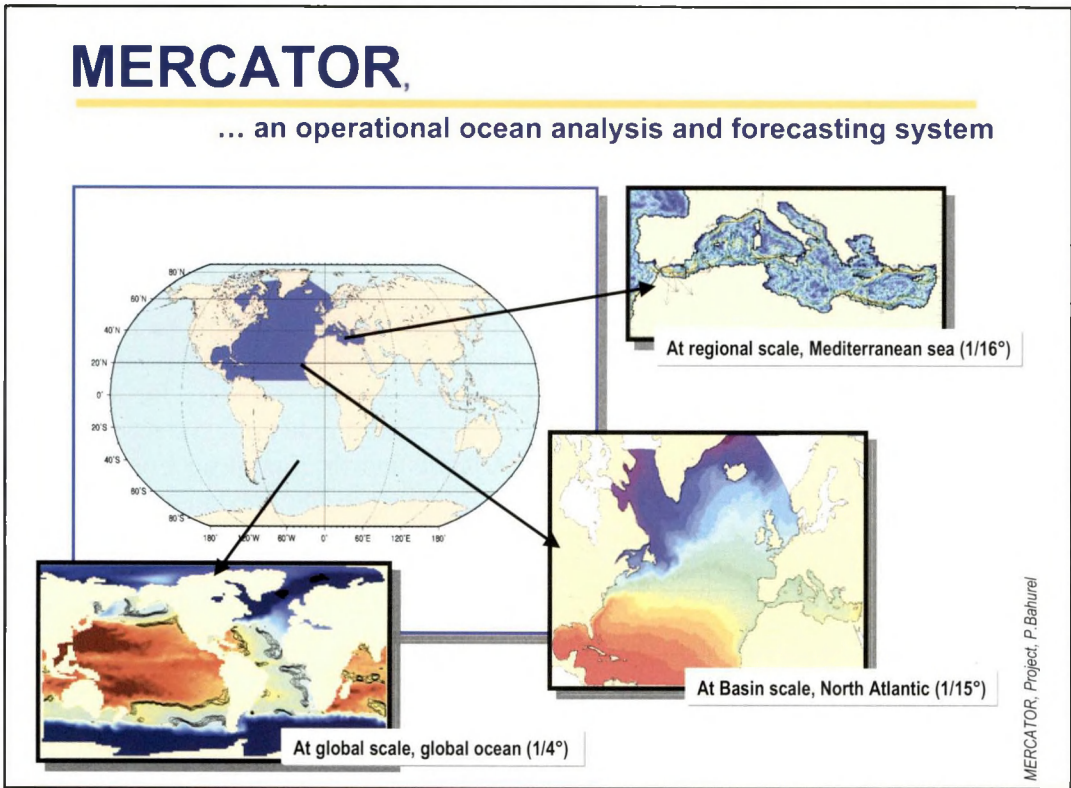 MERCATOR,
... an operational ocean analysis and forecasting system
80°N
60°N
40°N
20°N
0°
20°S
40°S
60°S
80°S
180° 120°W 60°W 0° 60°E 120°E 180°
At regional scale, Mediterranean sea (1/16°)
At Basin scale, North Atlantic (1/15°)
At global scale, global ocean (1/4°)
MERCATOR, Project, P.Bahurel